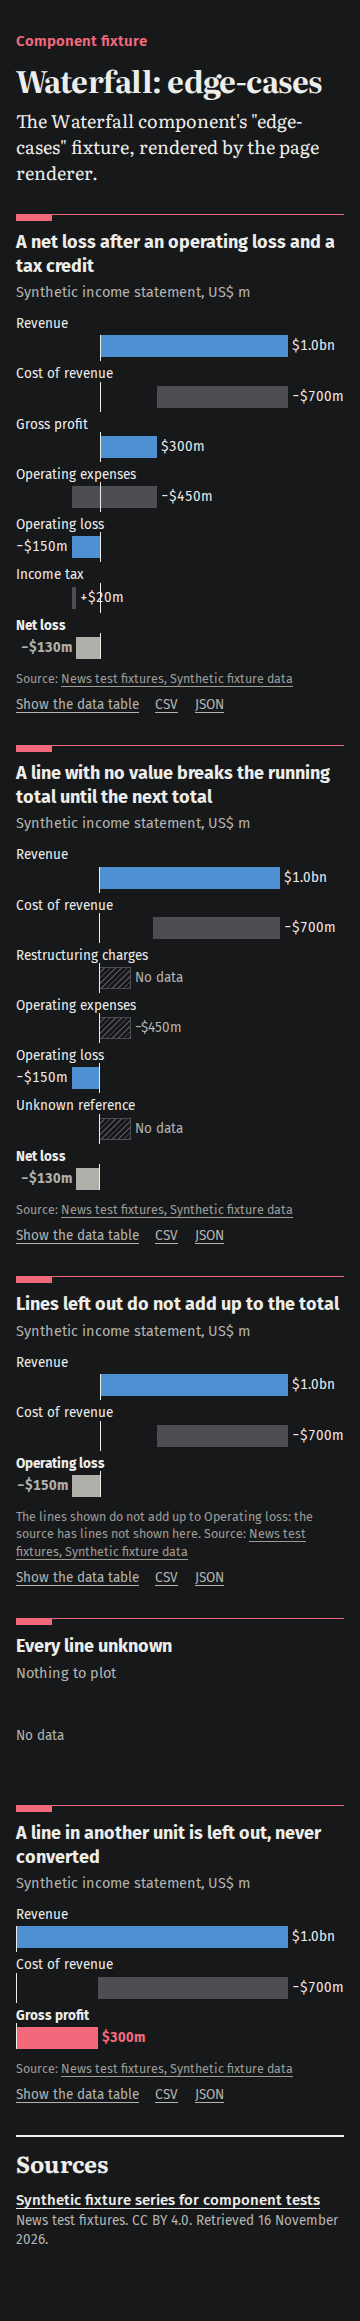 Component fixture
Waterfall: edge-cases
The Waterfall component's "edge-
cases" fixture, rendered by the page
renderer.
A net loss after an operating loss and a
tax credit
Synthetic income statement, US$ m
Revenue
$1.0bn
Cost of revenue
−$700m
Gross profit
$300m
Operating expenses
−$450m
Operating loss
−$150m
Income tax
+$20m
Net loss
−$130m
Source: News test fixtures, Synthetic fixture data
Show the data table CSV JSON
A line with no value breaks the running
total until the next total
Synthetic income statement, US$ m
Revenue
$1.0bn
Cost of revenue
−$700m
Restructuring charges
No data
Operating expenses
−$450m
Operating loss
−$150m
Unknown reference
No data
Net loss
−$130m
Source: News test fixtures, Synthetic fixture data
Show the data table CSV JSON
Lines left out do not add up to the total
Synthetic income statement, US$ m
Revenue
$1.0bn
Cost of revenue
−$700m
Operating loss
−$150m
The lines shown do not add up to Operating loss: the
source has lines not shown here. Source: News test
fixtures, Synthetic fixture data
Show the data table CSV JSON
Every line unknown
Nothing to plot
No data
A line in another unit is left out, never
converted
Synthetic income statement, US$ m
Revenue
$1.0bn
Cost of revenue
−$700m
Gross profit
$300m
Source: News test fixtures, Synthetic fixture data
Show the data table CSV JSON
Sources
Synthetic fixture series for component tests
News test fixtures. CC BY 4.0. Retrieved 16 November
2026.